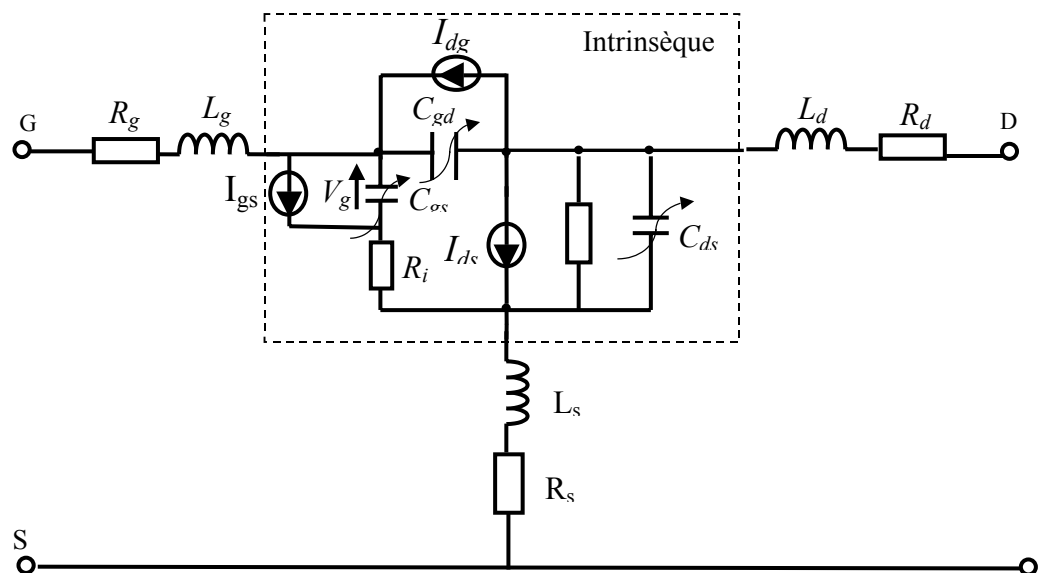 Intrinsèque
I_dg
C_gd
G
R_g
L_g
L_d
R_d
D
I_gs
V_g
C_gs
I_ds
C_ds
R_i
L_s
R_s
S